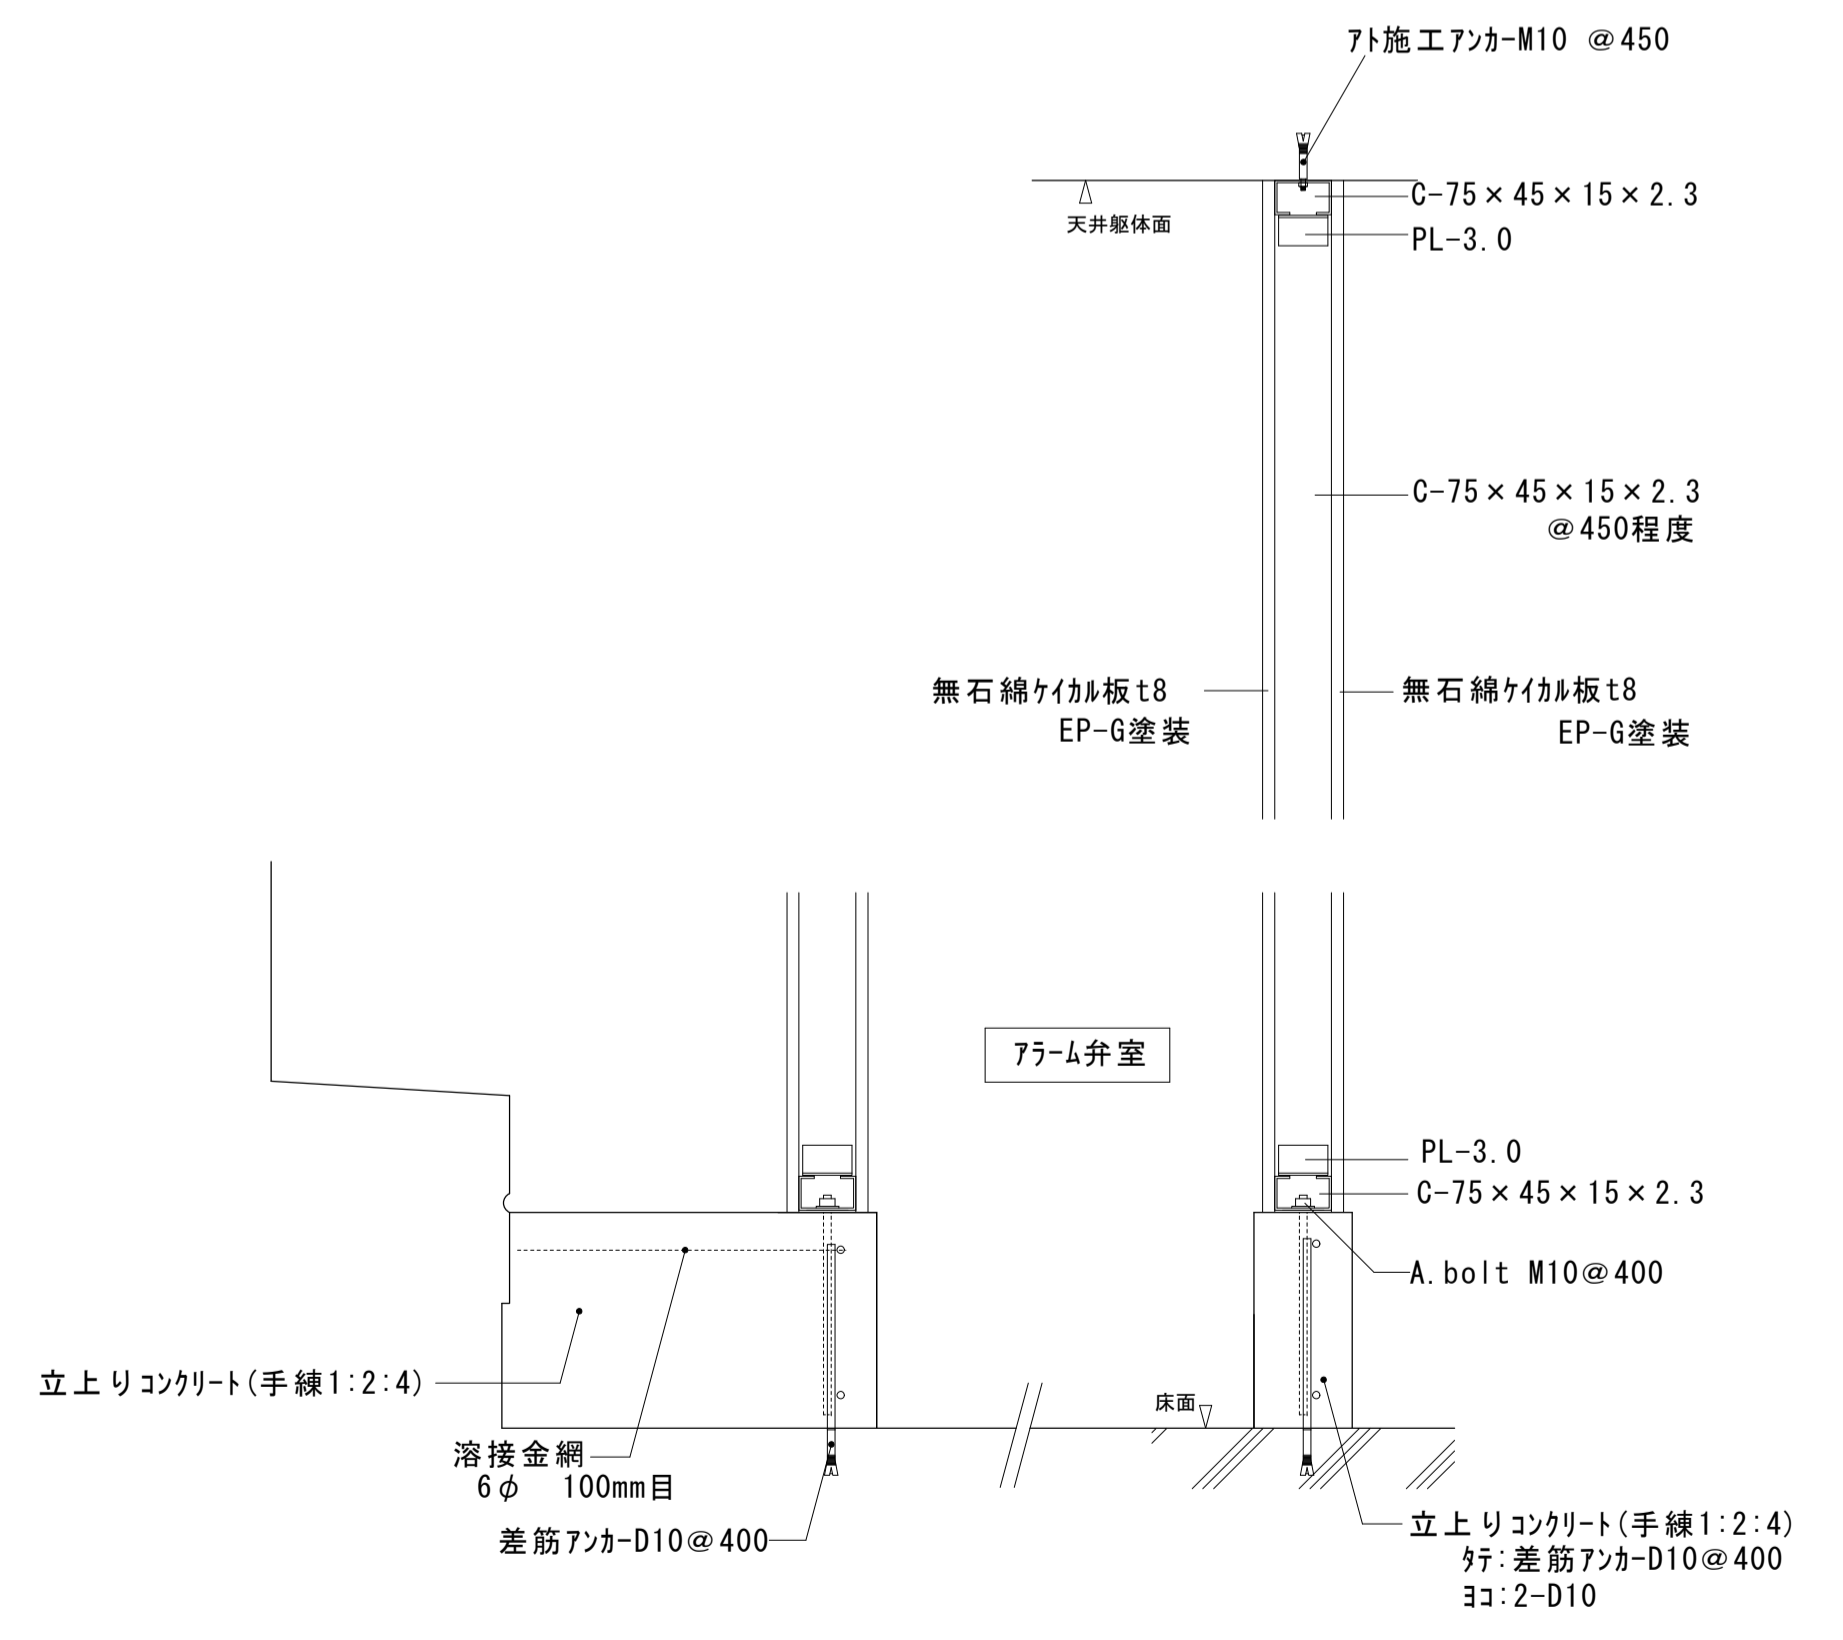 ｱﾄ施工ｱﾝｶｰM10 @450
C-75×45×15×2.3
天井躯体面
PL-3.0
C-75×45×15×2.3
@450程度
無石綿ｹｲｶﾙ板t8
EP-G塗装
無石綿ｹｲｶﾙ板t8
EP-G塗装
ｱﾗｰﾑ弁室
PL-3.0
C-75×45×15×2.3
A.bolt M10@400
立上りｺﾝｸﾘｰﾄ(手練1:2:4)
床面
溶接金網
6φ 100mm目
差筋ｱﾝｶｰD10@400
立上りｺﾝｸﾘｰﾄ(手練1:2:4)
ﾀﾃ:差筋ｱﾝｶｰD10@400
ﾖｺ:2-D10